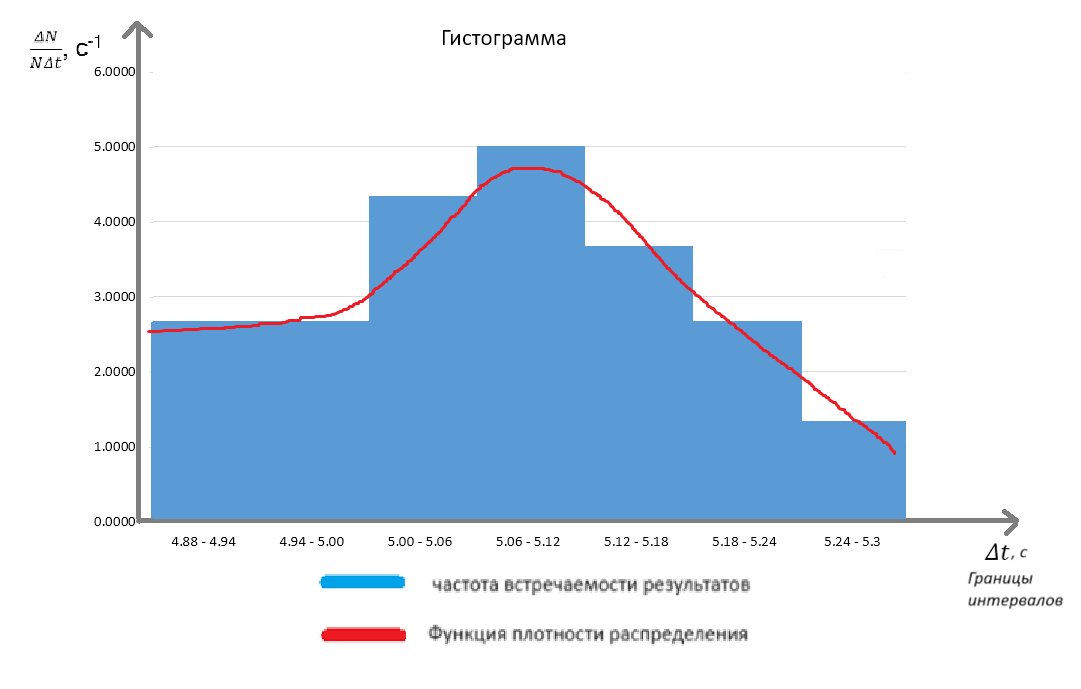 Гистограмма
ΔN
NΔt, c⁻¹
6.0000
5.0000
4.0000
3.0000
2.0000
1.0000
0.0000
4.88 - 4.94 4.94 - 5.00 5.00 - 5.06 5.06 - 5.12 5.12 - 5.18 5.18 - 5.24 5.24 - 5.3
Δt, c
Границы
интервалов
частота встречаемости результатов
Функция плотности распределения